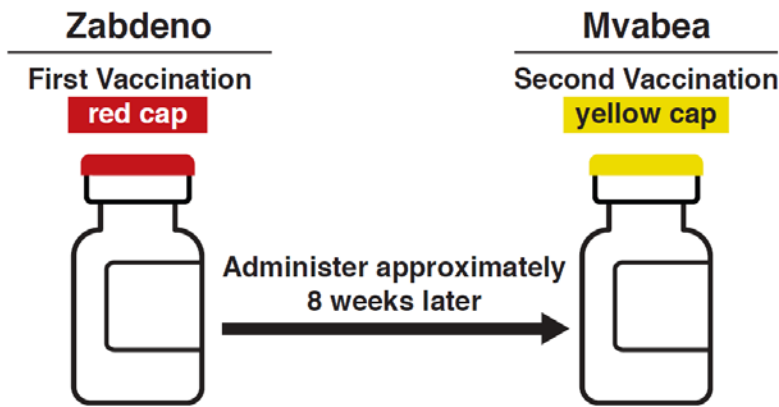 Zabdeno
First Vaccination
red cap
Mvabea
Second Vaccination
yellow cap
Administer approximately
8 weeks later